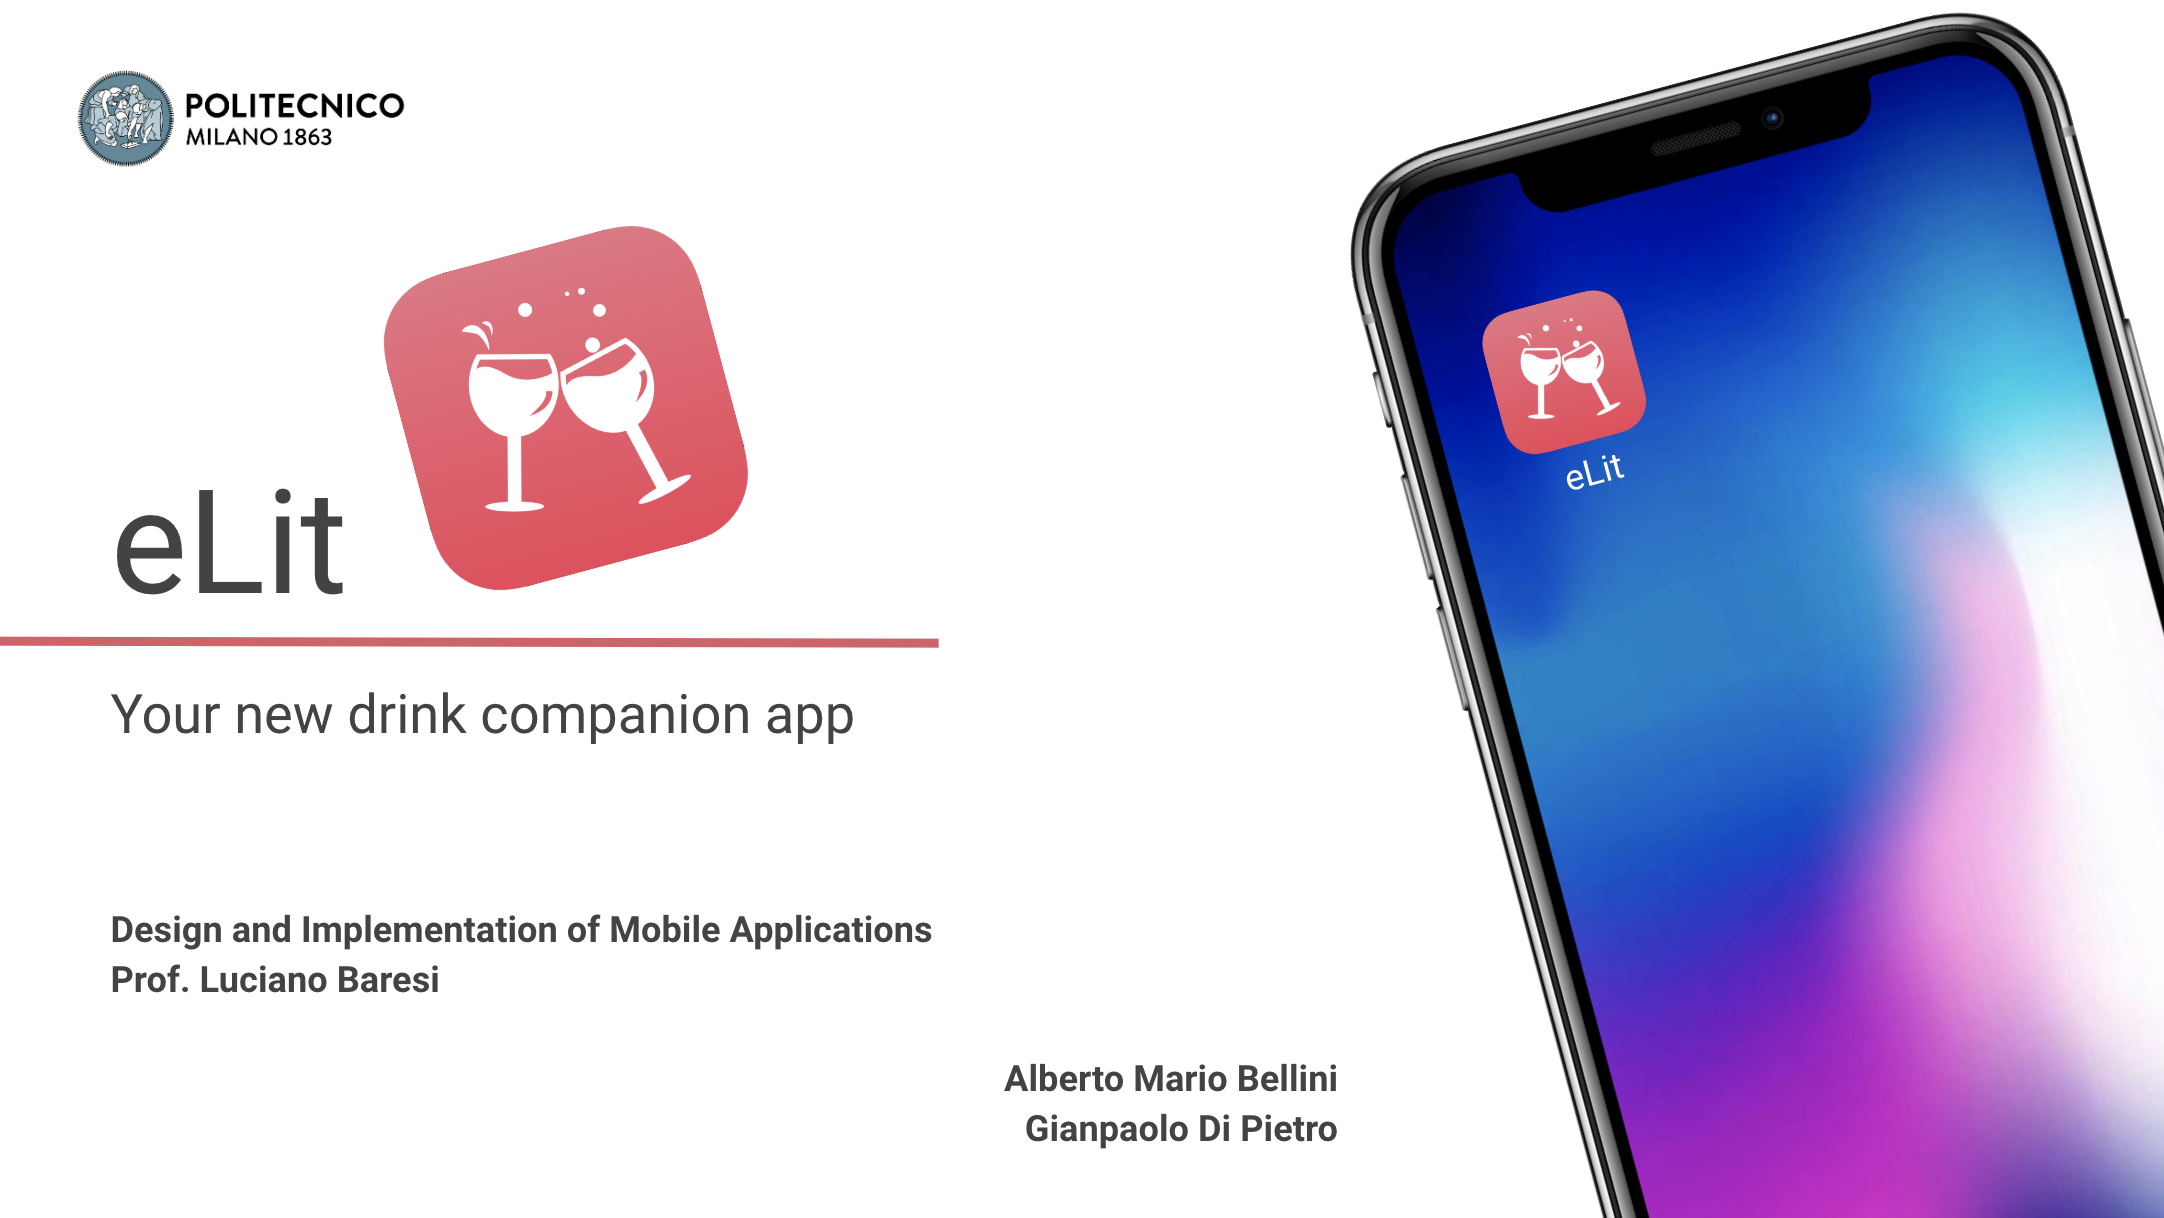 POLITECNICO
MILANO 1863
eLit
Your new drink companion app
Design and Implementation of Mobile Applications
Prof. Luciano Baresi
Alberto Mario Bellini
Gianpaolo Di Pietro
eLit